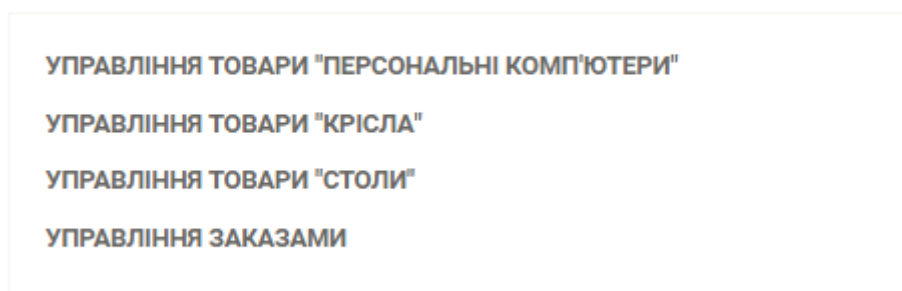 УПРАВЛІННЯ ТОВАРИ "ПЕРСОНАЛЬНІ КОМП'ЮТЕРИ"
УПРАВЛІННЯ ТОВАРИ "КРІСЛА"
УПРАВЛІННЯ ТОВАРИ "СТОЛИ"
УПРАВЛІННЯ ЗАКАЗАМИ